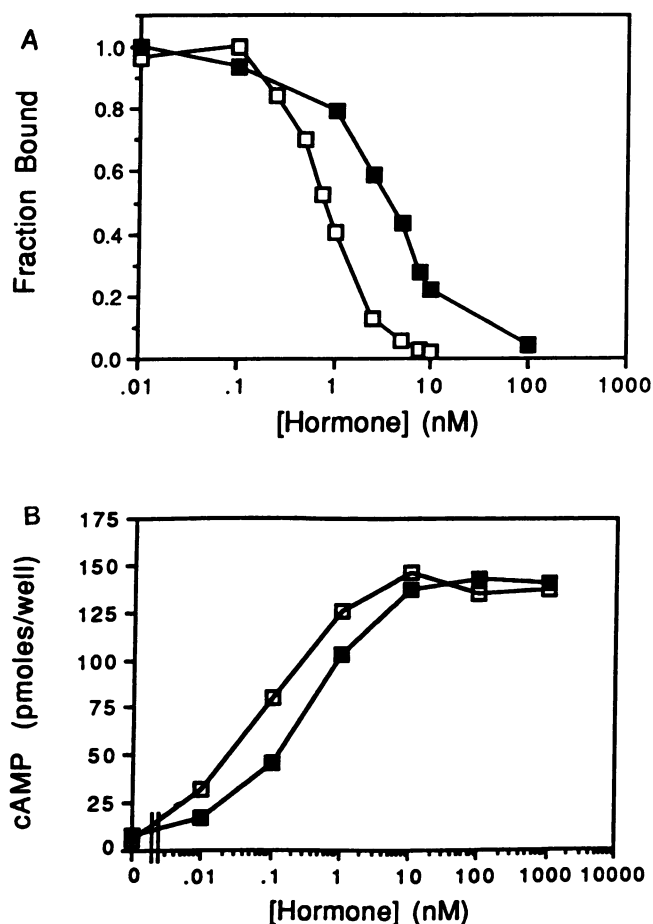 A
Fraction Bound
1.0
0.8
0.6
0.4
0.2
0.0
.01 .1 1 10 100 1000
[Hormone] (nM)
B
cAMP (pmoles/well)
175
150
125
100
75
50
25
0
0 .01 .1 1 10 100 1000
[Hormone] (nM)